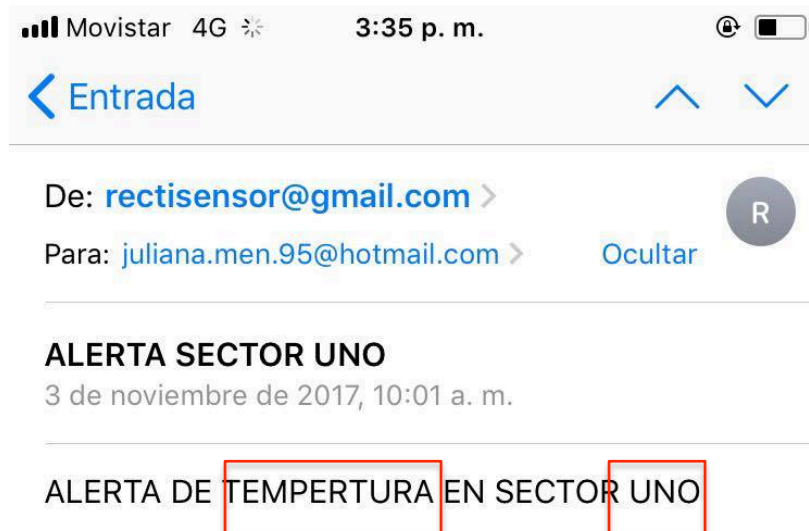 Movistar 4G 3:35 p. m.
Entrada
De: rectisensor@gmail.com
R
Para: juliana.men.95@hotmail.com Ocultar
ALERTA SECTOR UNO
3 de noviembre de 2017, 10:01 a. m.
ALERTA DE TEMPERTURA EN SECTOR UNO